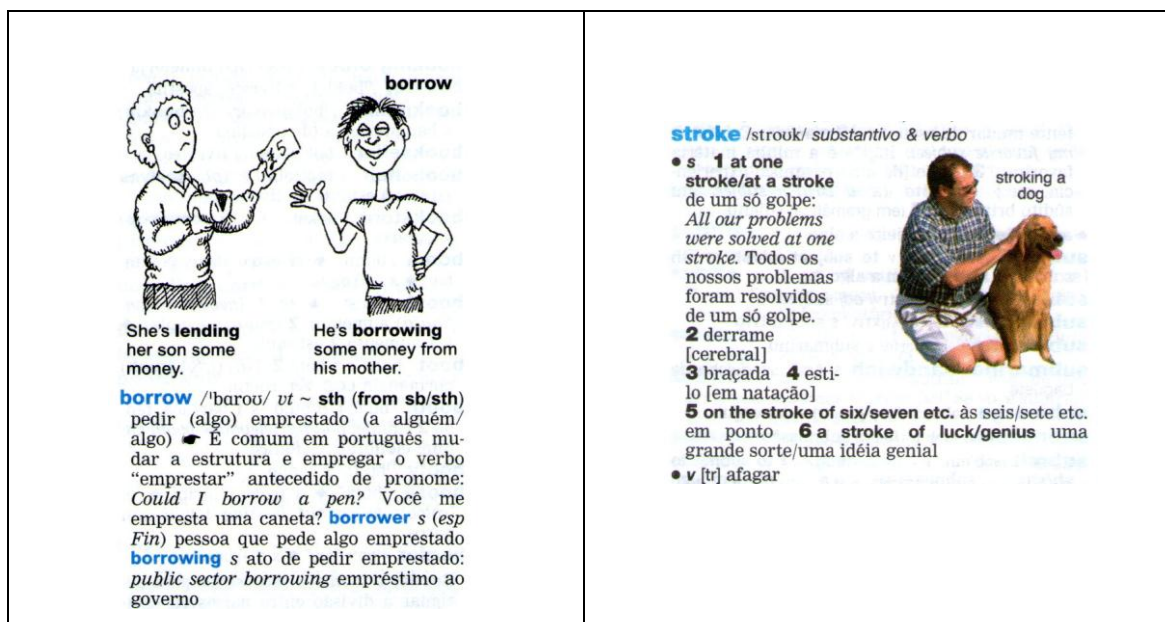 borrow
£5
She's lending
her son some
money.
He's borrowing
some money from
his mother.
borrow /'bɑroʊ/ vt ~ sth (from sb/sth)
pedir (algo) emprestado (a alguém/
algo) ☛ É comum em português mu-
dar a estrutura e empregar o verbo
"emprestar" antecedido de pronome:
Could I borrow a pen? Você me
empresta uma caneta? borrower s (esp
Fin) pessoa que pede algo emprestado
borrowing s ato de pedir emprestado:
public sector borrowing empréstimo ao
governo
stroke /stroʊk/ substantivo & verbo
• s 1 at one
stroke/at a stroke
de um só golpe:
All our problems
were solved at one
stroke. Todos os
nossos problemas
foram resolvidos
de um só golpe.
2 derrame
[cerebral]
3 braçada 4 esti-
lo [em natação]
5 on the stroke of six/seven etc. às seis/sete etc.
em ponto 6 a stroke of luck/genius uma
grande sorte/uma idéia genial
• v [tr] afagar
stroking a
dog